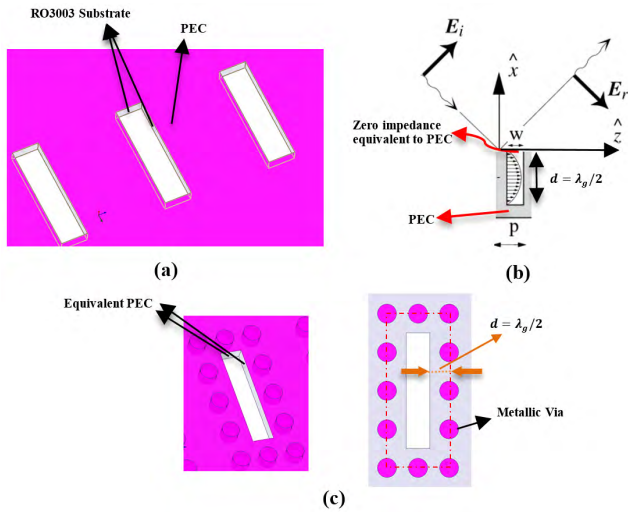 RO3003 Substrate
PEC
(a)
E_i
x̂
E_r
Zero impedance
equivalent to PEC
w
ẑ
d = λ_g/2
PEC
p
(b)
Equivalent PEC
d = λ_g/2
Metallic Via
(c)